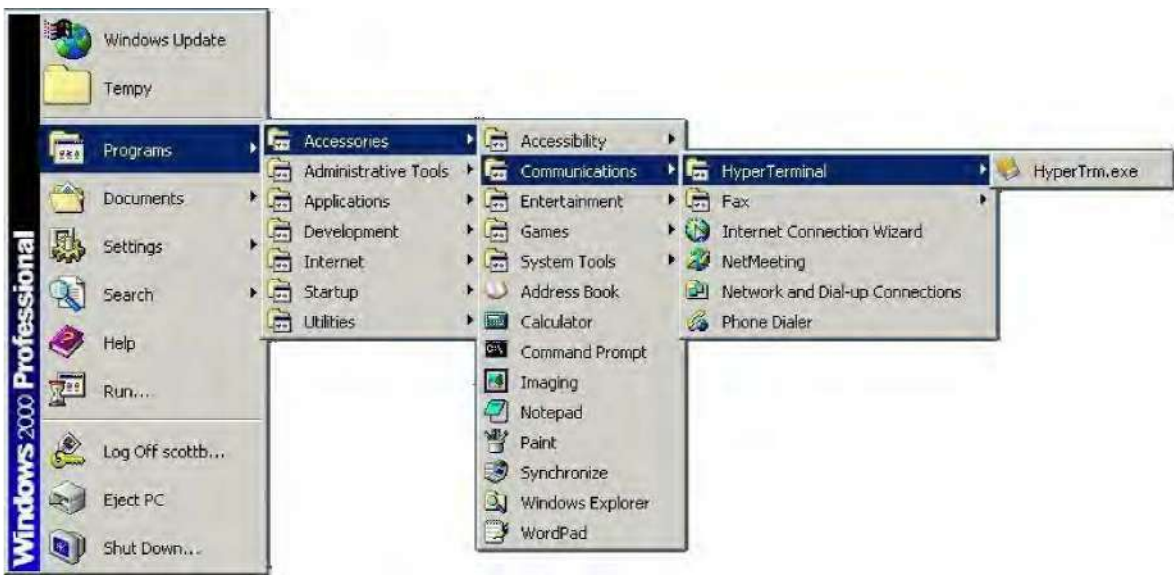 Windows 2000 Professional
Windows Update
Tempy
Programs
Documents
Settings
Search
Help
Run...
Log Off scottb...
Eject PC
Shut Down...
Accessories
Administrative Tools
Applications
Development
Internet
Startup
Utilities
Accessibility
Communications
Entertainment
Games
System Tools
Address Book
Calculator
Command Prompt
Imaging
Notepad
Paint
Synchronize
Windows Explorer
WordPad
HyperTerminal
Fax
Internet Connection Wizard
NetMeeting
Network and Dial-up Connections
Phone Dialer
HyperTrm.exe